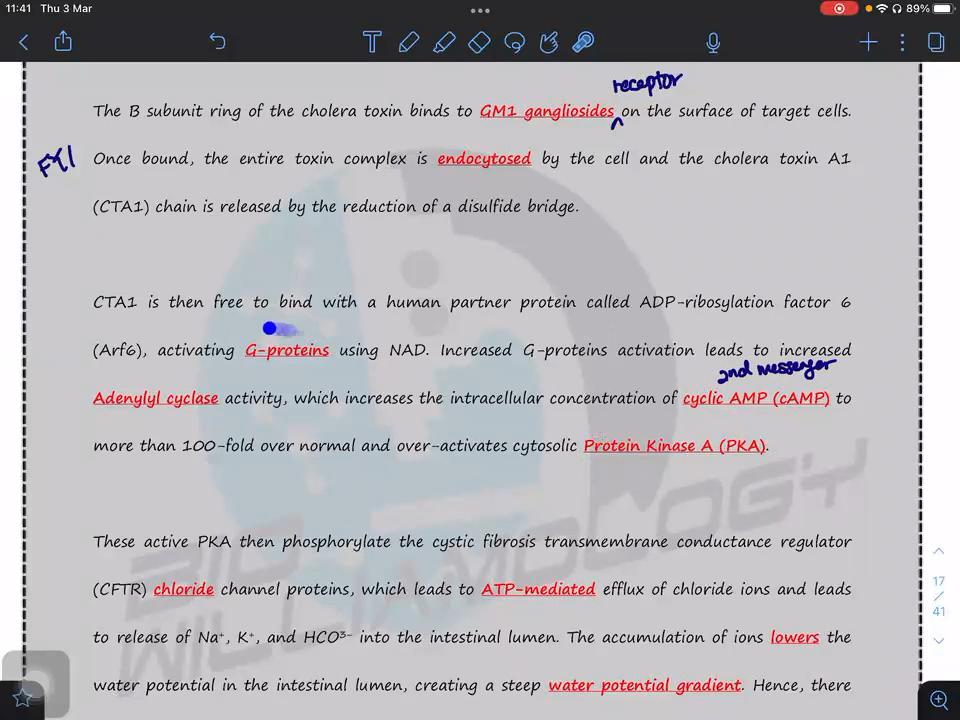 11:41 Thu 3 Mar 89%
receptor
The B subunit ring of the cholera toxin binds to GM1 gangliosides on the surface of target cells.
FYI Once bound, the entire toxin complex is endocytosed by the cell and the cholera toxin A1
(CTA1) chain is released by the reduction of a disulfide bridge.
CTA1 is then free to bind with a human partner protein called ADP-ribosylation factor 6
(Arf6), activating G-proteins using NAD. Increased G-proteins activation leads to increased
2nd messenger
Adenylyl cyclase activity, which increases the intracellular concentration of cyclic AMP (cAMP) to
more than 100-fold over normal and over-activates cytosolic Protein Kinase A (PKA).
These active PKA then phosphorylate the cystic fibrosis transmembrane conductance regulator
(CFTR) chloride channel proteins, which leads to ATP-mediated efflux of chloride ions and leads
to release of Na⁺, K⁺, and HCO³⁻ into the intestinal lumen. The accumulation of ions lowers the
water potential in the intestinal lumen, creating a steep water potential gradient. Hence, there
17
/
41
BIO
WILLIAMOLOGY